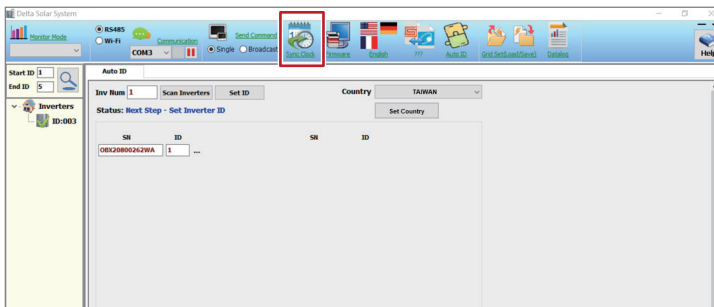 Delta Solar System
Monitor Mode
RS485
Wi-Fi
Communication
COM3
Send Command
Single Broadcast
Sync Clock
Firmware
English
???
Auto ID
Grid Set(Load/Save)
Datalog
Help
Start ID 1
End ID 5
Inverters
ID:003
Auto ID
Inv Num 1 Scan Inverters Set ID Country TAIWAN
Status: Next Step - Set Inverter ID Set Country
SN ID SN ID
OBX20800262WA 1 ...